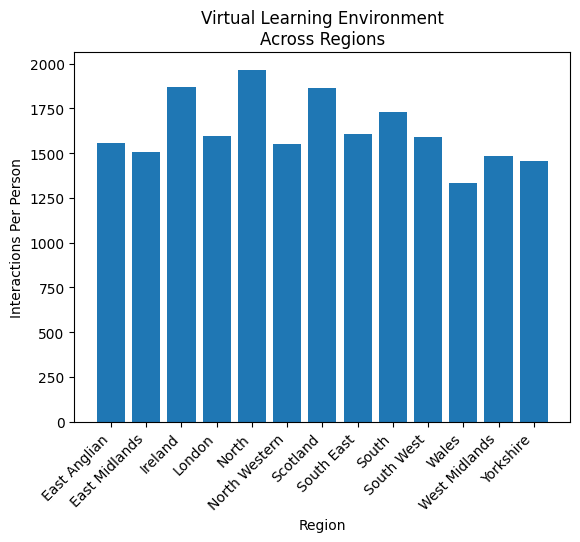 Virtual Learning Environment
Across Regions
Interactions Per Person
2000
1750
1500
1250
1000
750
500
250
0
East Anglian
East Midlands
Ireland
London
North
North Western
Scotland
South East
South
South West
Wales
West Midlands
Yorkshire
Region